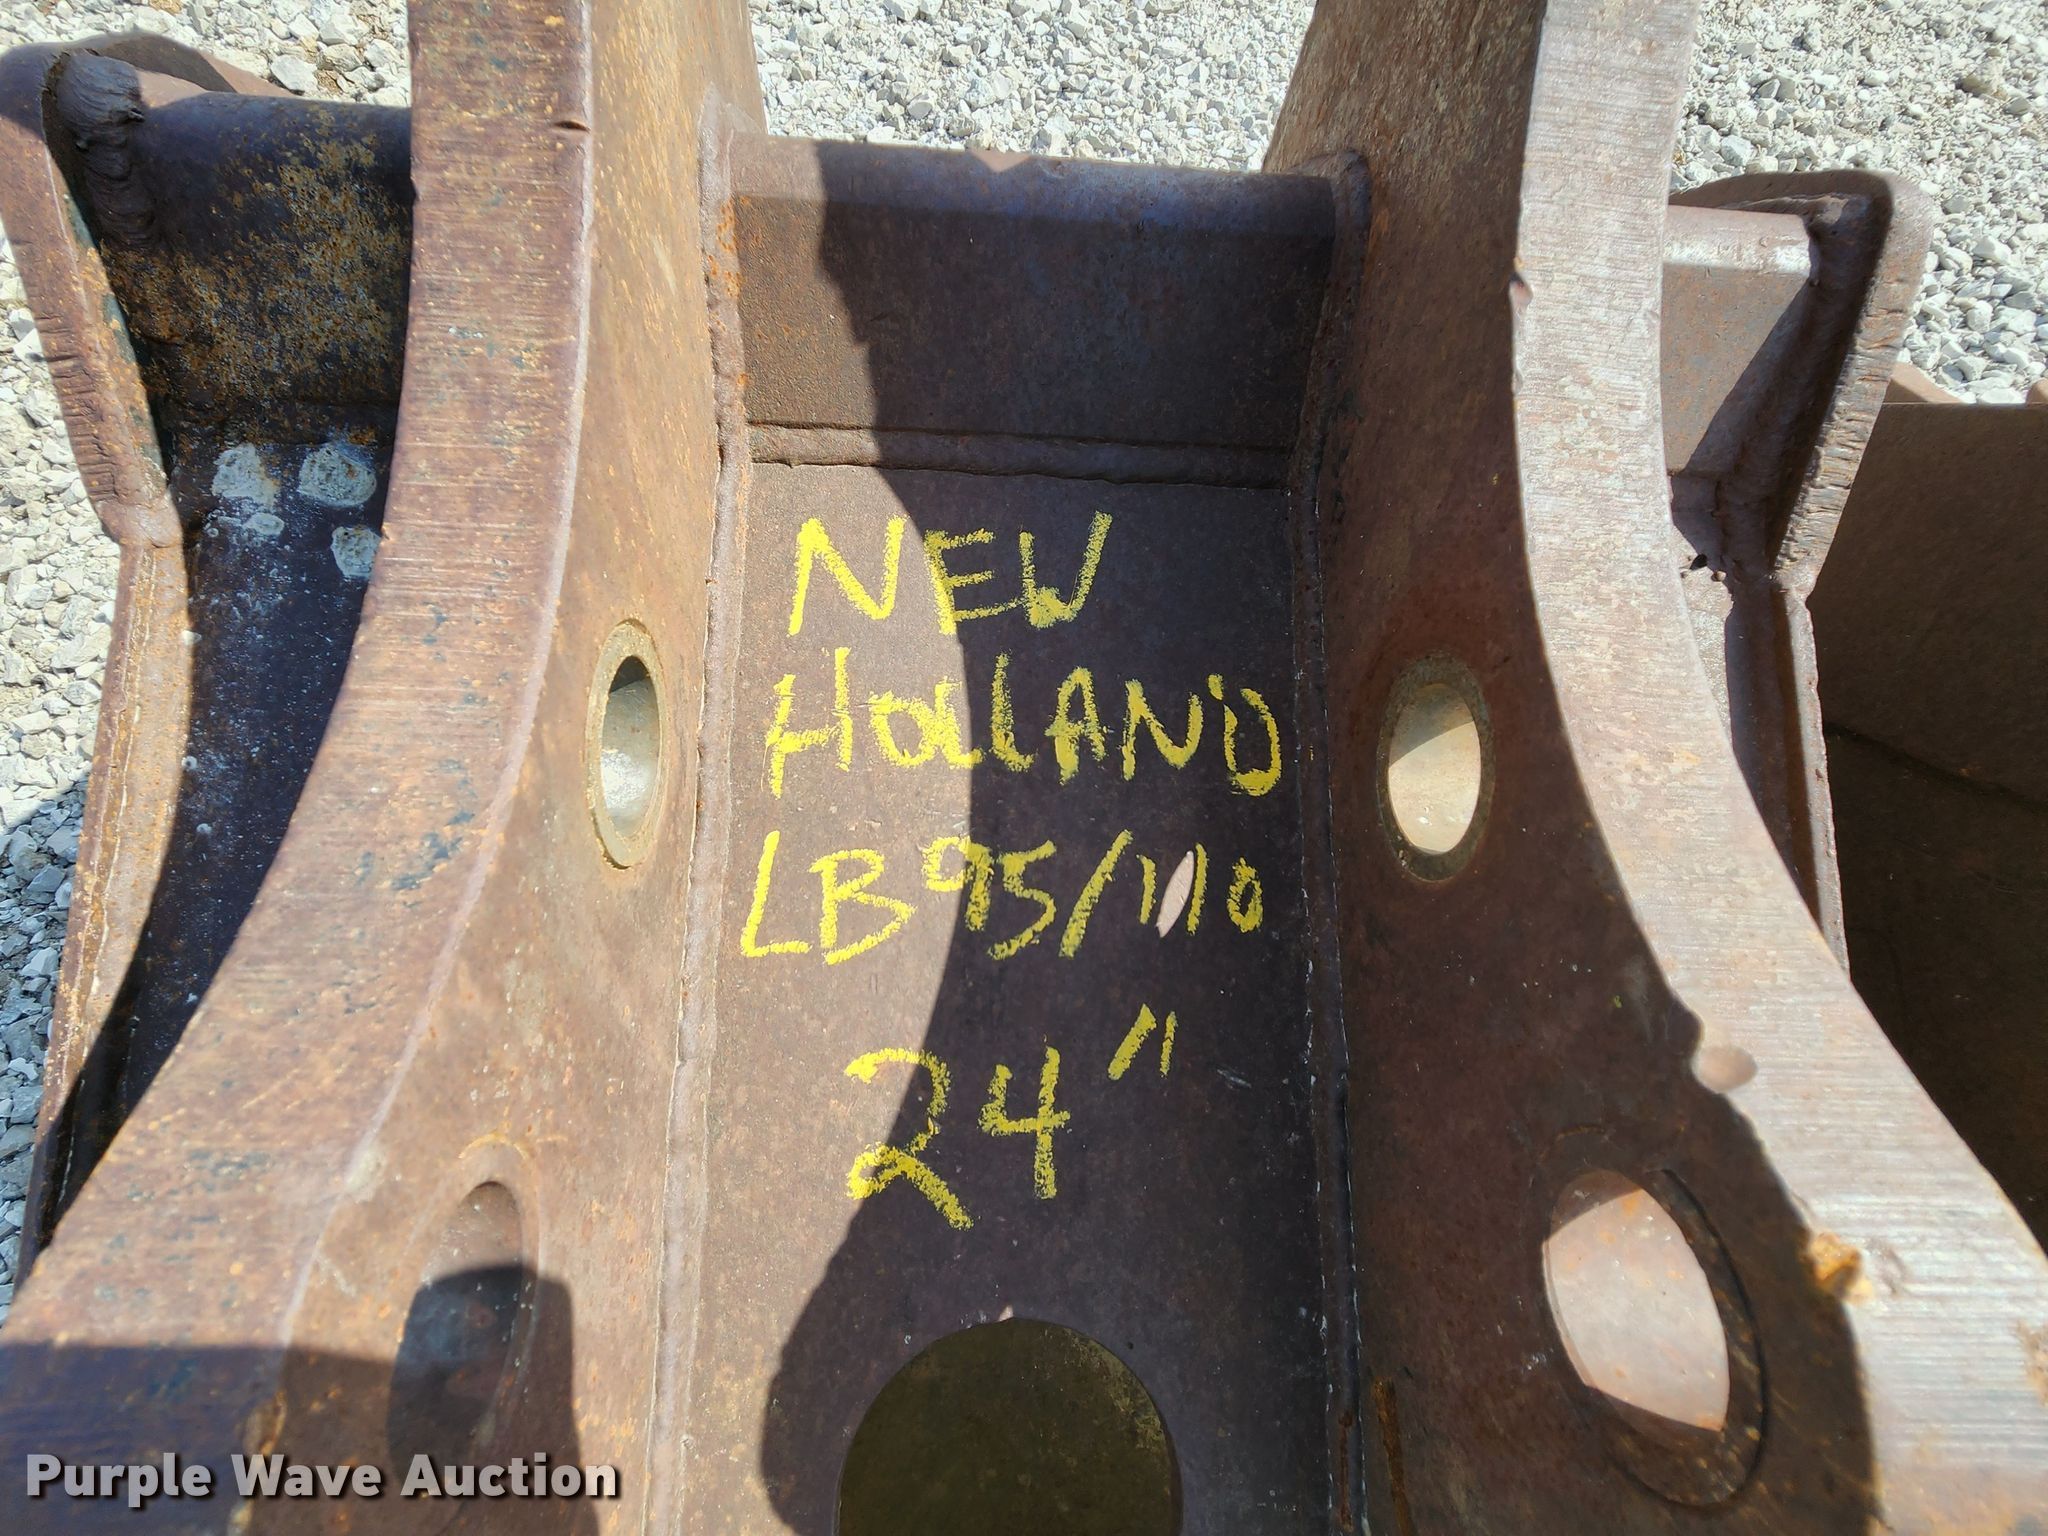 NEW
HOLLAND
LB95/110
24"
Purple Wave Auction